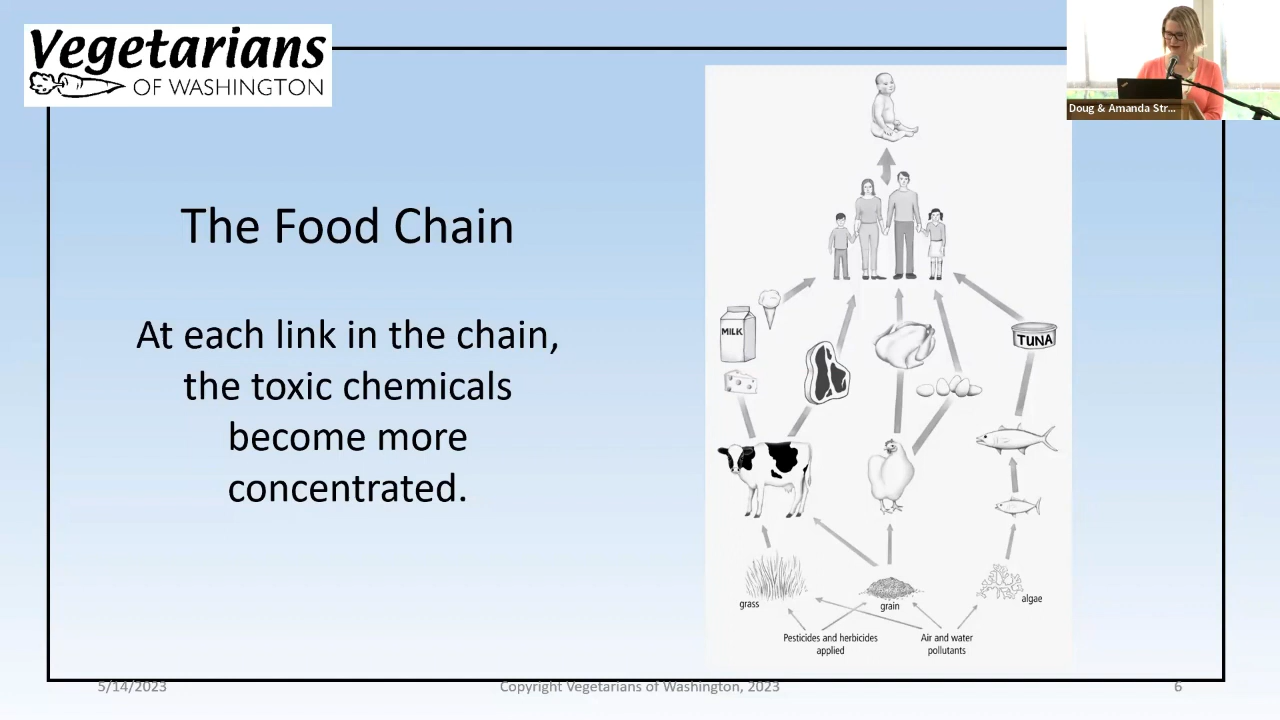 Vegetarians
OF WASHINGTON
Doug & Amanda Str...
The Food Chain
At each link in the chain,
the toxic chemicals
become more
concentrated.
MILK
TUNA
grass
grain
algae
Pesticides and herbicides
applied
Air and water
pollutants
5/14/2023
Copyright Vegetarians of Washington, 2023
6